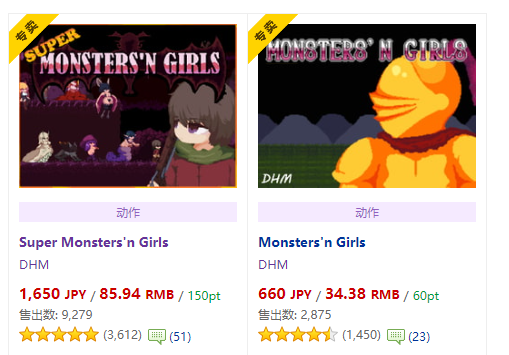 专卖
SUPER
MONSTERS'N GIRLS
动作
Super Monsters'n Girls
DHM
1,650 JPY / 85.94 RMB / 150pt
售出数: 9,279
(3,612) (51)
专卖
MONSTERS'N GIRLS
DHM
动作
Monsters'n Girls
DHM
660 JPY / 34.38 RMB / 60pt
售出数: 2,875
(1,450) (23)